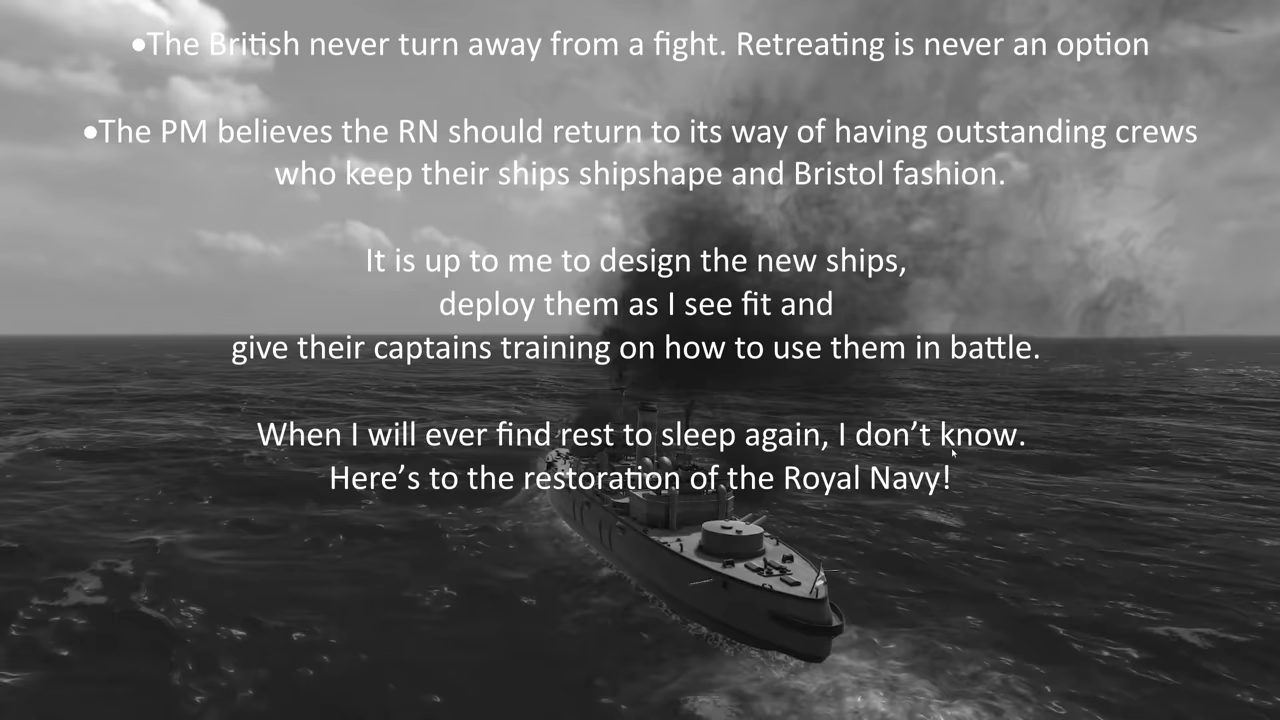 •The British never turn away from a fight. Retreating is never an option
•The PM believes the RN should return to its way of having outstanding crews
who keep their ships shipshape and Bristol fashion.
It is up to me to design the new ships,
deploy them as I see fit and
give their captains training on how to use them in battle.
When I will ever find rest to sleep again, I don’t know.
Here’s to the restoration of the Royal Navy!